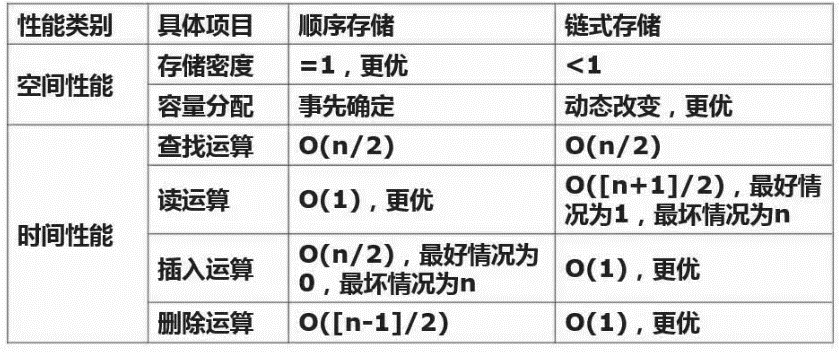 性能类别 具体项目 顺序存储 链式存储
空间性能 存储密度 =1，更优 <1
容量分配 事先确定 动态改变，更优
时间性能 查找运算 O(n/2) O(n/2)
读运算 O(1)，更优 O([n+1]/2)，最好情
况为1，最坏情况为n
插入运算 O(n/2)，最好情况为
0，最坏情况为n
O(1)，更优
删除运算 O([n-1]/2) O(1)，更优